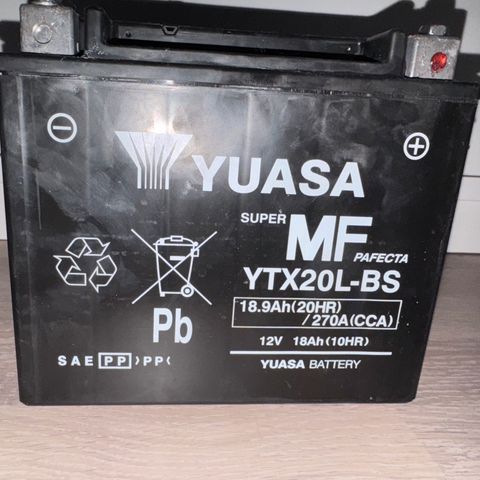 YUASA
SUPER MF PAFECTA
YTX20L-BS
18.9Ah(20HR)
/270A(CCA)
12V 18Ah(10HR)
YUASA BATTERY
Pb
SAE PP >PP<